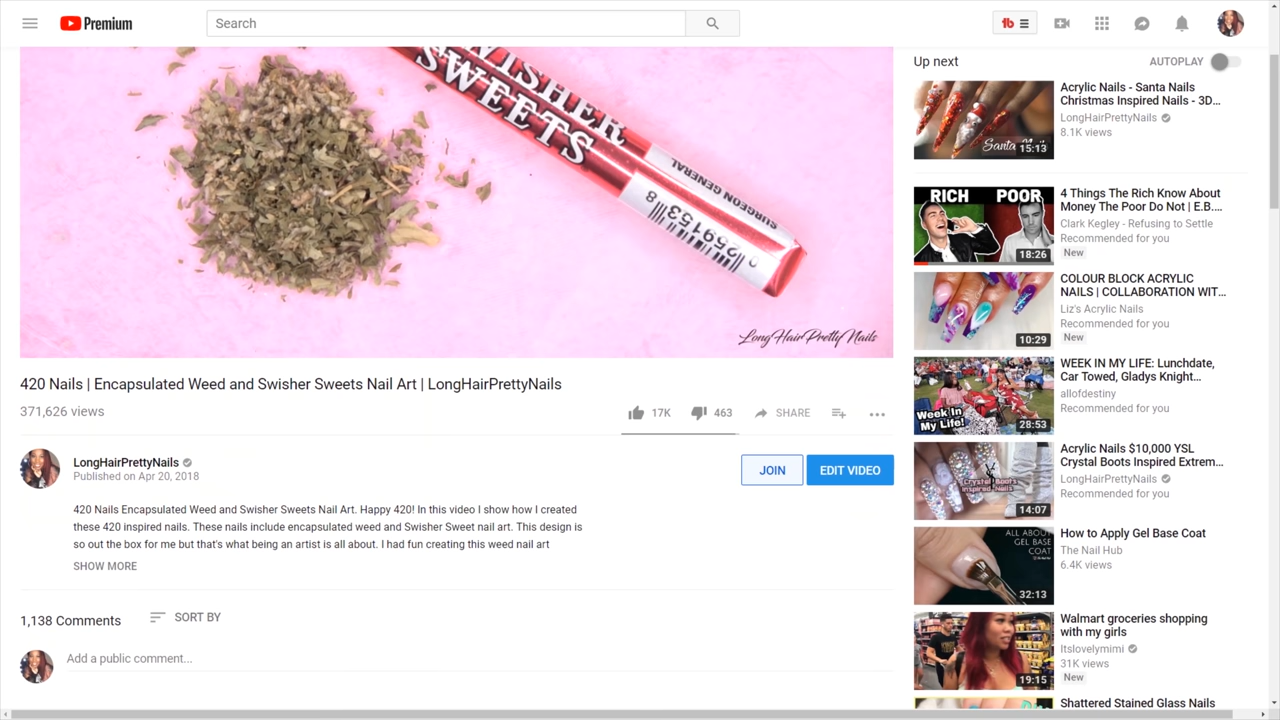 Premium
Search
tb
SWISHER
SWEETS
SURGEON GENERAL
8
259153
0
LongHairPrettyNails
420 Nails | Encapsulated Weed and Swisher Sweets Nail Art | LongHairPrettyNails
371,626 views
17K
463
SHARE
LongHairPrettyNails
Published on Apr 20, 2018
JOIN
EDIT VIDEO
420 Nails Encapsulated Weed and Swisher Sweets Nail Art. Happy 420! In this video I show how I created
these 420 inspired nails. These nails include encapsulated weed and Swisher Sweet nail art. This design is
so out the box for me but that's what being an artist is all about. I had fun creating this weed nail art
SHOW MORE
1,138 Comments
SORT BY
Add a public comment...
Up next
AUTOPLAY
Santa Nails
15:13
Acrylic Nails - Santa Nails
Christmas Inspired Nails - 3D...
LongHairPrettyNails
8.1K views
RICH POOR
18:26
4 Things The Rich Know About
Money The Poor Do Not | E.B....
Clark Kegley - Refusing to Settle
Recommended for you
New
10:29
COLOUR BLOCK ACRYLIC
NAILS | COLLABORATION WIT...
Liz's Acrylic Nails
Recommended for you
New
Week In
My Life!
28:53
WEEK IN MY LIFE: Lunchdate,
Car Towed, Gladys Knight...
allofdestiny
Recommended for you
Crystal Boots
Inspired Nails
14:07
Acrylic Nails $10,000 YSL
Crystal Boots Inspired Extrem...
LongHairPrettyNails
Recommended for you
ALL ABOUT
GEL BASE
COAT
32:13
How to Apply Gel Base Coat
The Nail Hub
6.4K views
19:15
Walmart groceries shopping
with my girls
Itslovelymimi
31K views
New
Shattered Stained Glass Nails